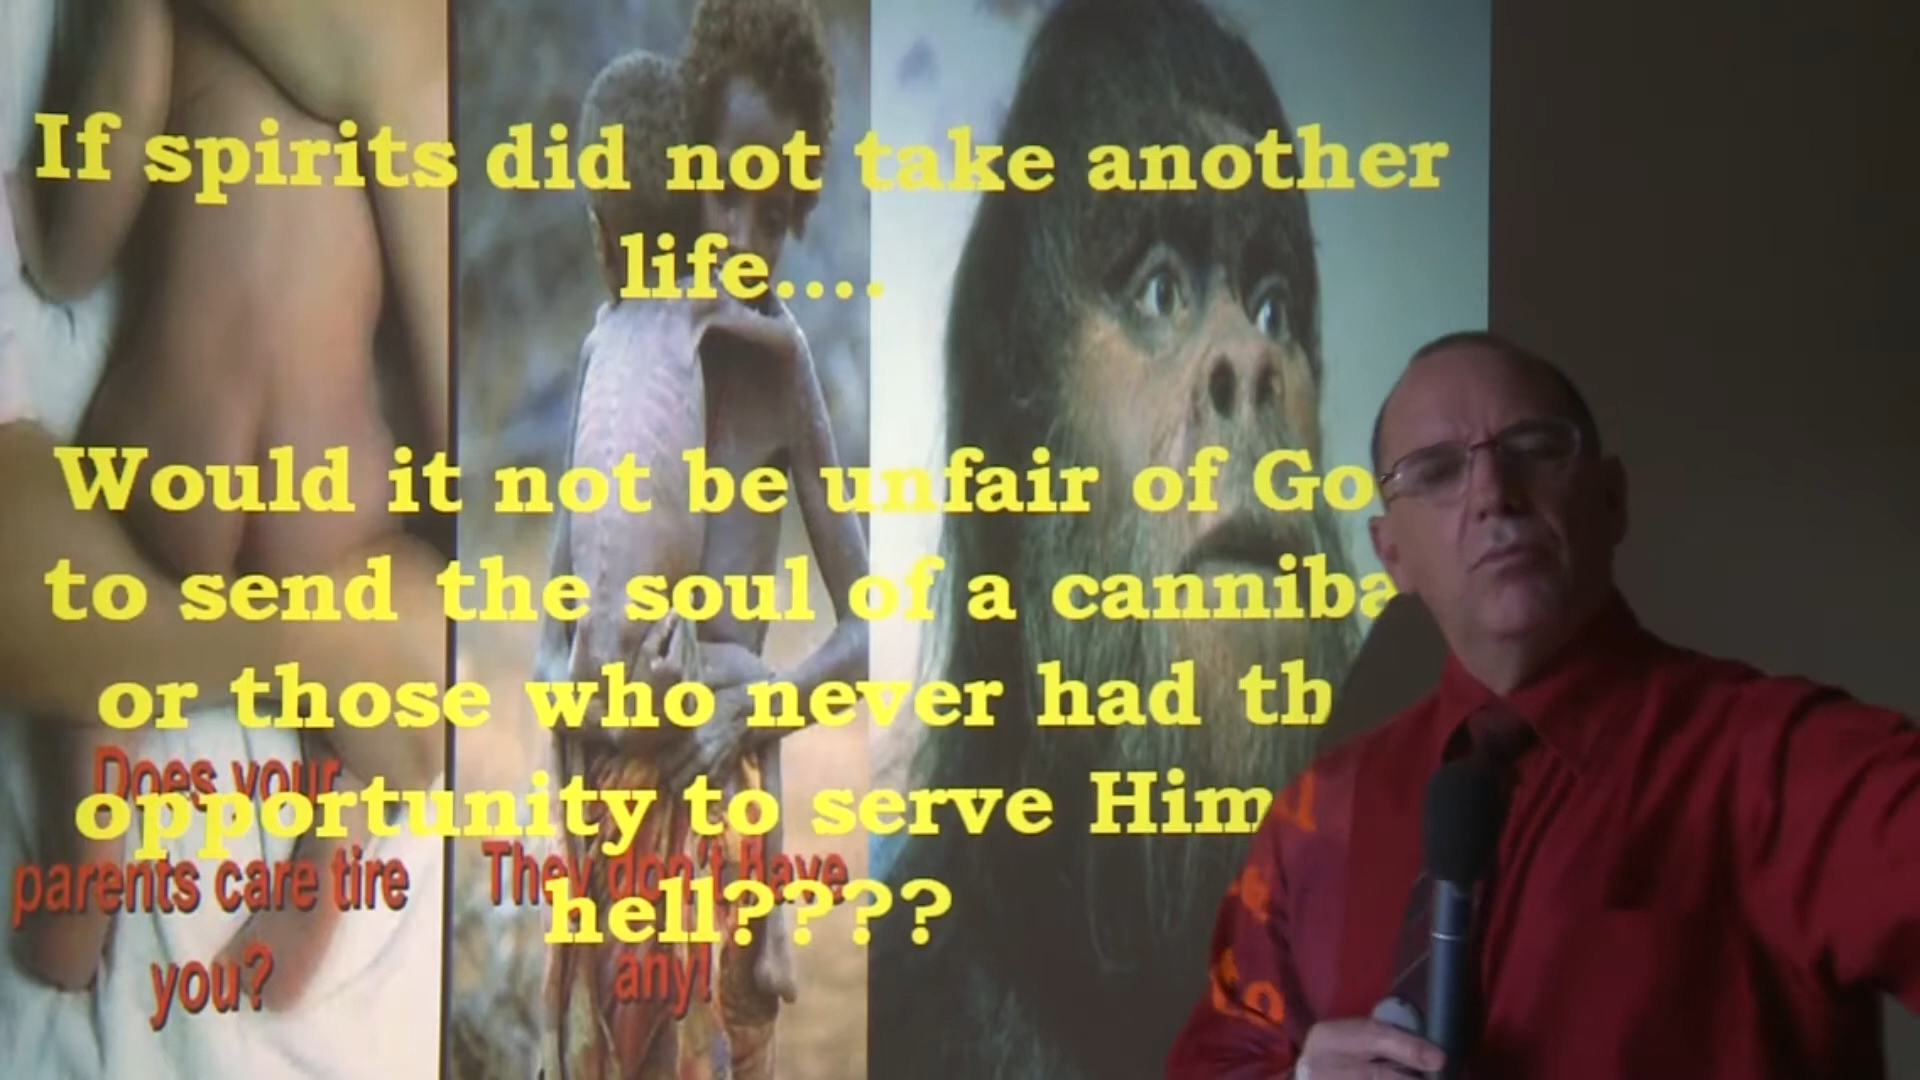 If spirits did not take another
life....
Would it not be unfair of Go
to send the soul of a canniba
or those who never had th
opportunity to serve Him
hell????
Does your
parents care tire
you?
They don't have
any!